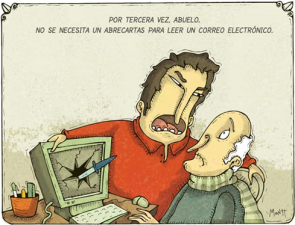 POR TERCERA VEZ, ABUELO.
NO SE NECESITA UN ABRECARTAS PARA LEER UN CORREO ELECTRÓNICO.